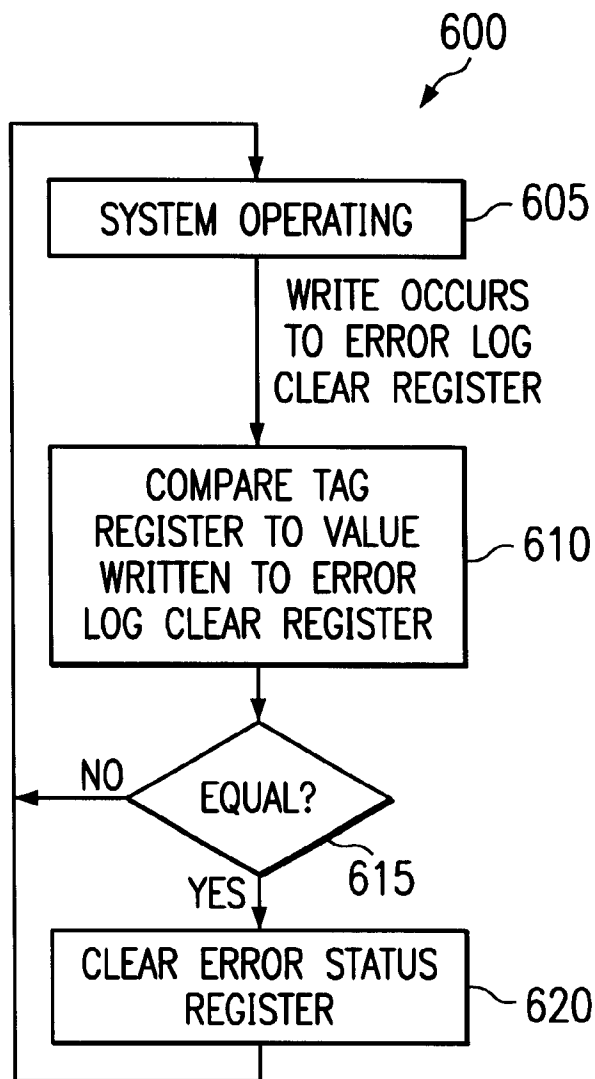 600
SYSTEM OPERATING
605
WRITE OCCURS
TO ERROR LOG
CLEAR REGISTER
COMPARE TAG
REGISTER TO VALUE
WRITTEN TO ERROR
LOG CLEAR REGISTER
610
NO
EQUAL?
615
YES
CLEAR ERROR STATUS
REGISTER
620